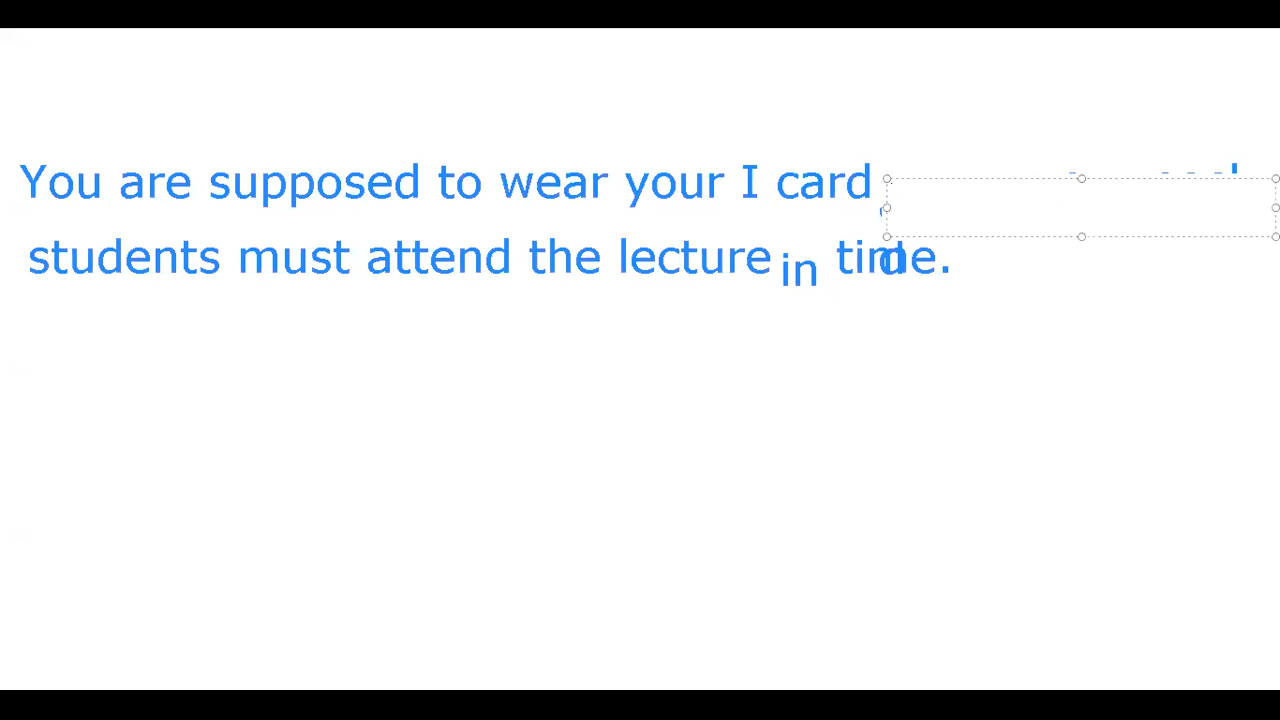 You are supposed to wear your I card
students must attend the lecture in time.